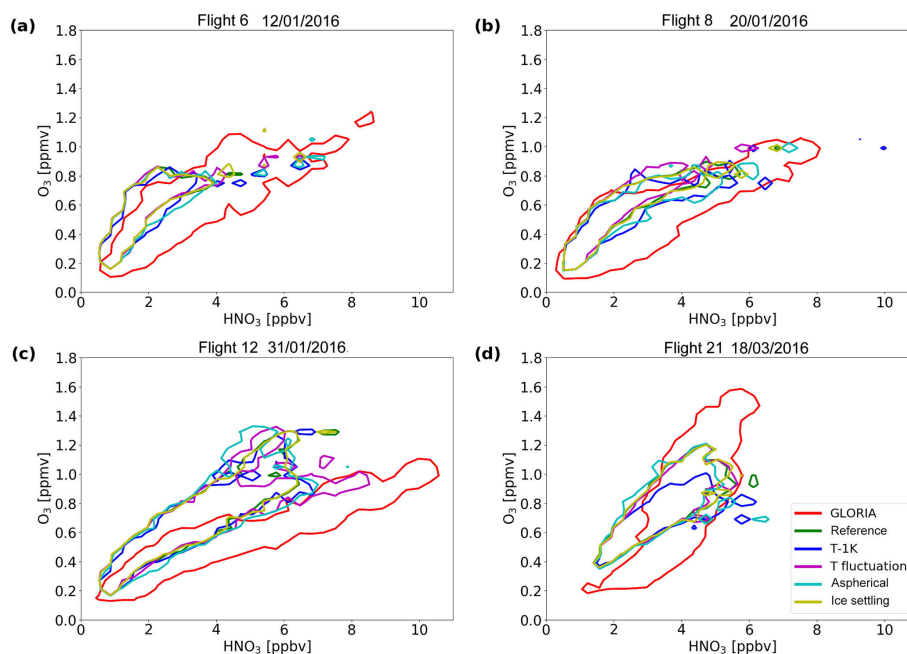 (a) Flight 6 12/01/2016
1.8
1.6
1.4
1.2
1.0
0.8
0.6
0.4
0.2
0.0
O₃ [ppmv]
0 2 4 6 8 10
HNO₃ [ppbv]
(b) Flight 8 20/01/2016
1.8
1.6
1.4
1.2
1.0
0.8
0.6
0.4
0.2
0.0
O₃ [ppmv]
0 2 4 6 8 10
HNO₃ [ppbv]
(c) Flight 12 31/01/2016.
1.8
1.6
1.4
1.2
1.0
0.8
0.6
0.4
0.2
0.0
O₃ [ppmv]
0 2 4 6 8 10
HNO₃ [ppbv]
(d) Flight 21 18/03/2016
1.8
1.6
1.4
1.2
1.0
0.8
0.6
0.4
0.2
0.0
O₃ [ppmv]
0 2 4 6 8 10
HNO₃ [ppbv]
GLORIA
Reference
T-1K
T fluctuation
Aspherical
Ice settling